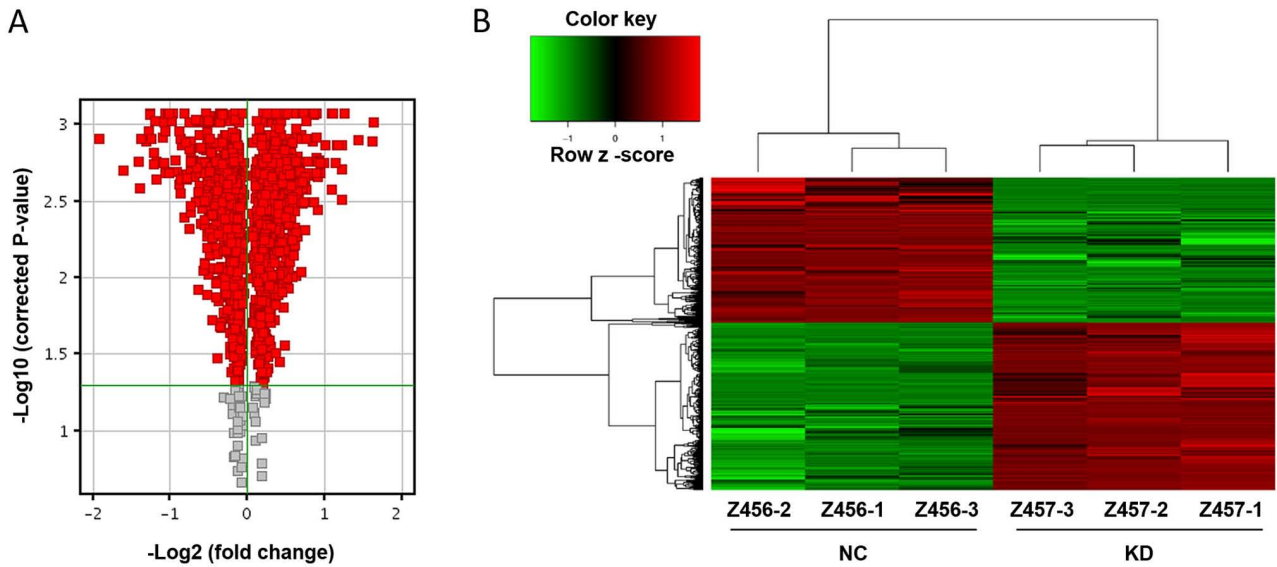 A
B
Color key
−1 0 1
Row z -score
3
2.5
2
1.5
1
-Log10 (corrected P-value)
−2 −1 0 1 2
-Log2 (fold change)
Z456-2 Z456-1 Z456-3 Z457-3 Z457-2 Z457-1
NC KD